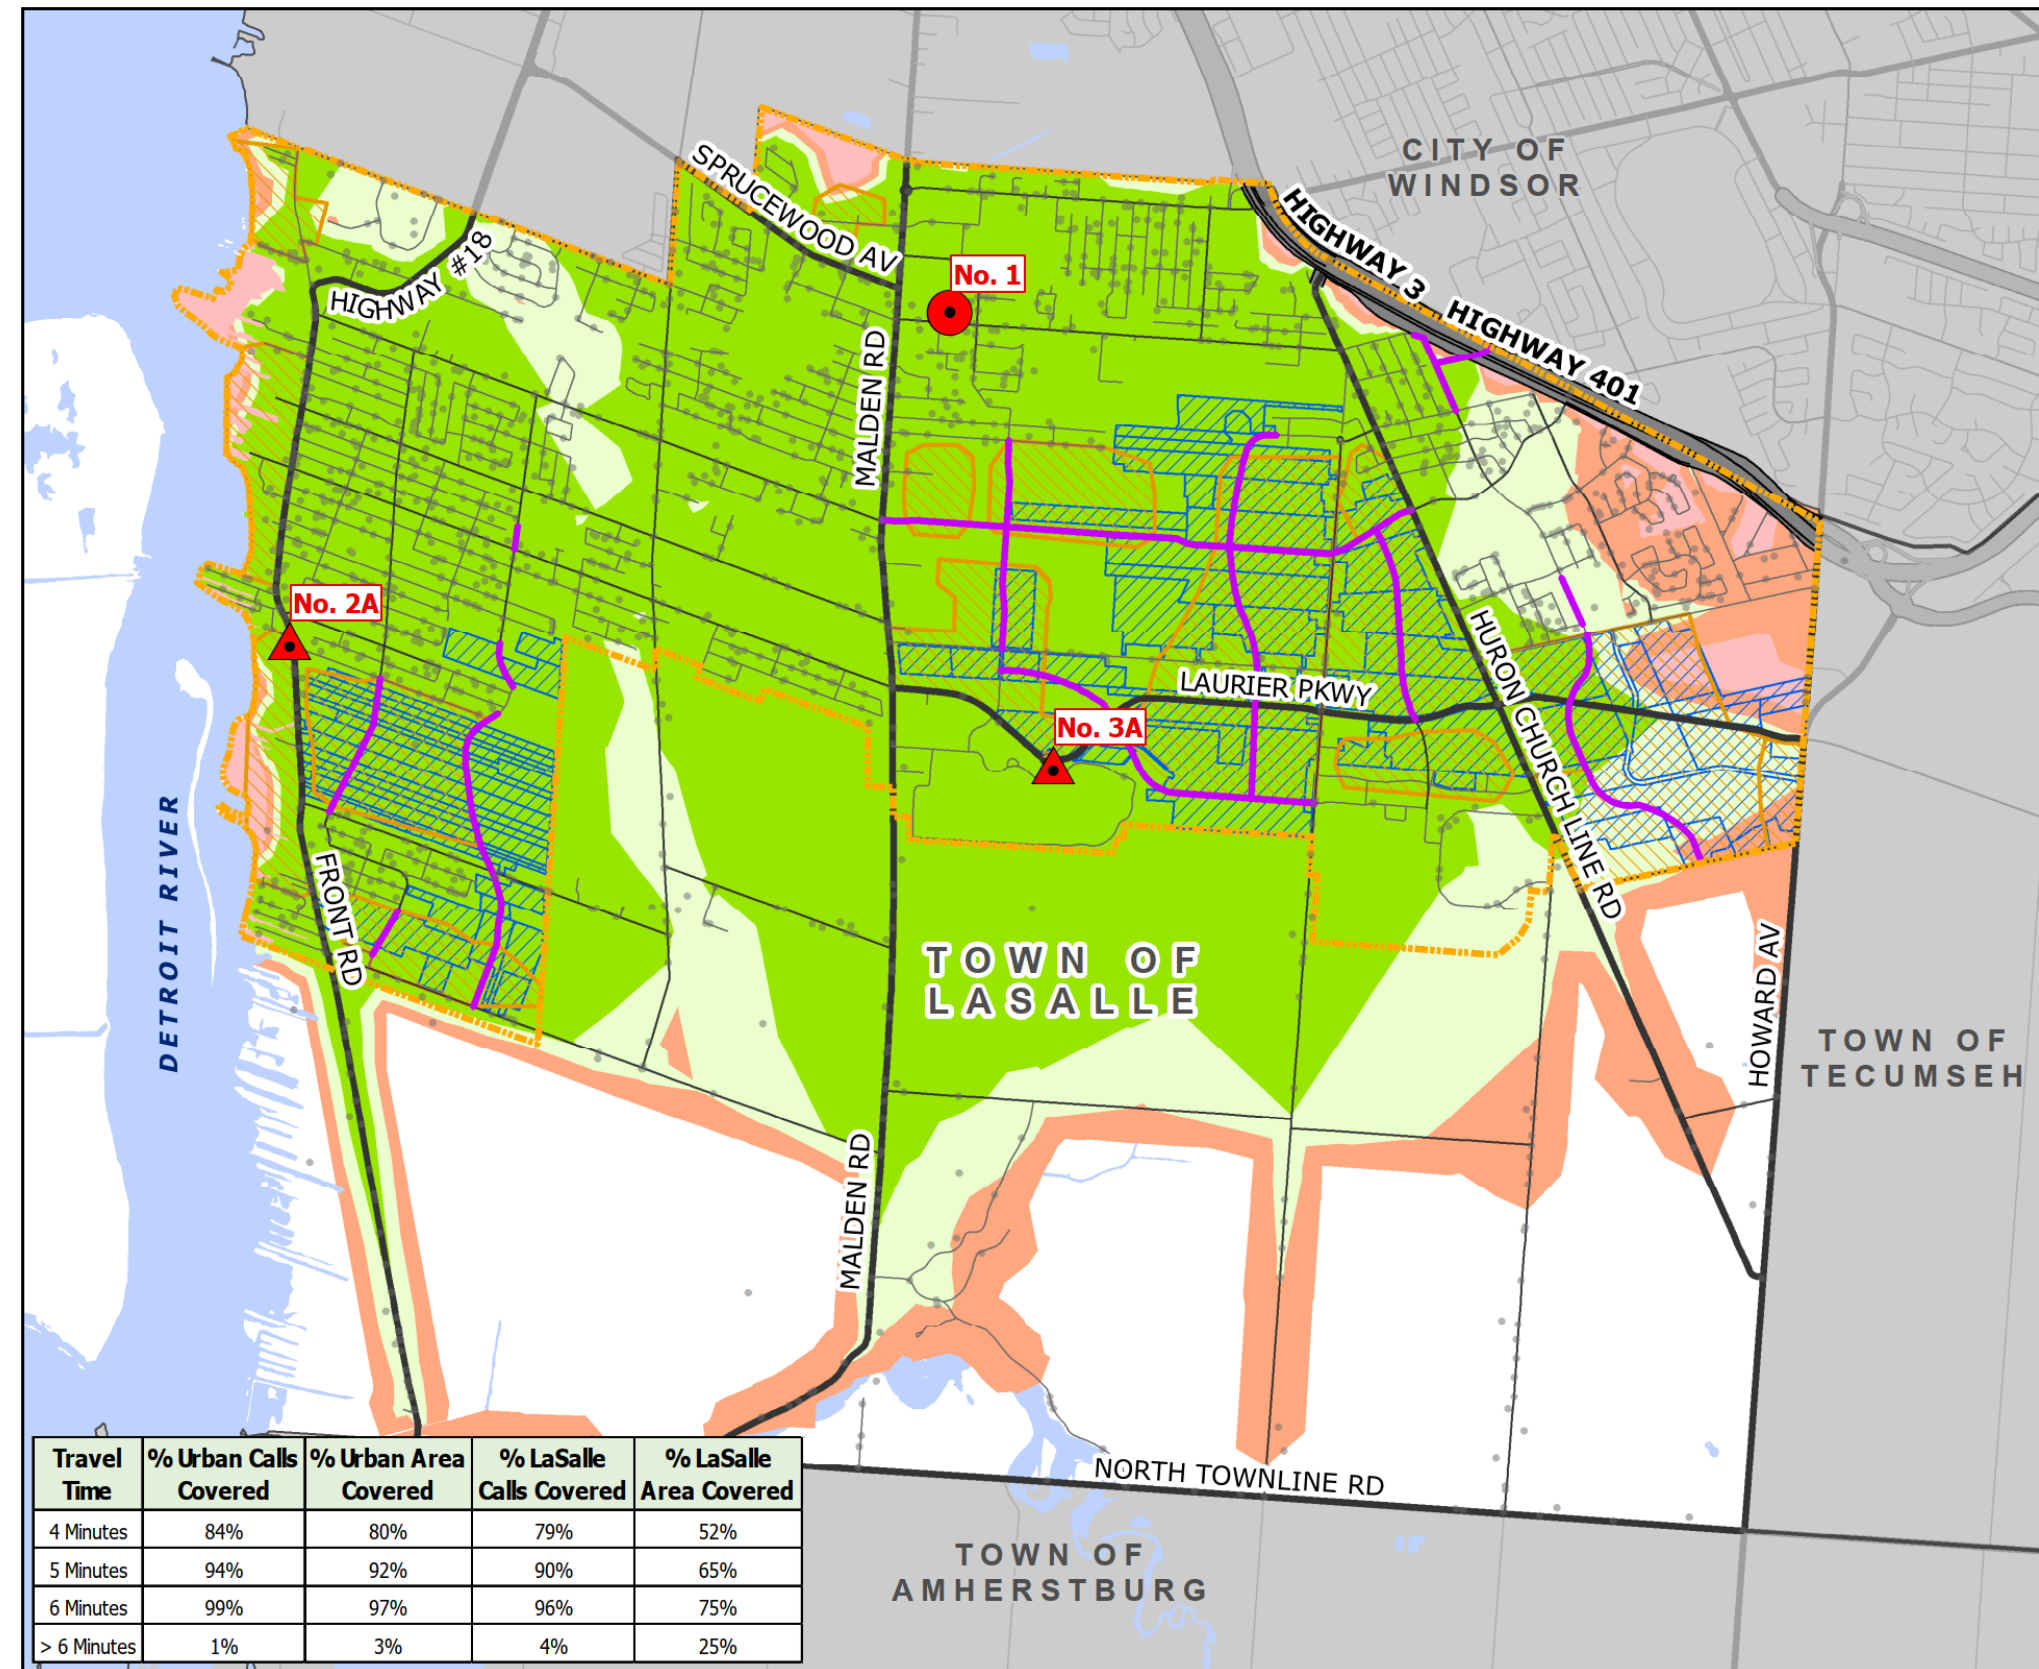 CITY OF
WINDSOR
SPRUCEWOOD AV
HIGHWAY 3
HIGHWAY 401
HIGHWAY #18
No. 1
MALDEN RD
No. 2A
HURON CHURCH LINE RD
LAURIER PKWY
No. 3A
DETROIT RIVER
FRONT RD
TOWN OF
LASALLE
HOWARD AV
TOWN OF
TECUMSEH
MALDEN RD
NORTH TOWNLINE RD
TOWN OF
AMHERSTBURG
Travel Time | % Urban Calls Covered | % Urban Area Covered | % LaSalle Calls Covered | % LaSalle Area Covered
4 Minutes 84% 80% 79% 52%
5 Minutes 94% 92% 90% 65%
6 Minutes 99% 97% 96% 75%
> 6 Minutes 1% 3% 4% 25%